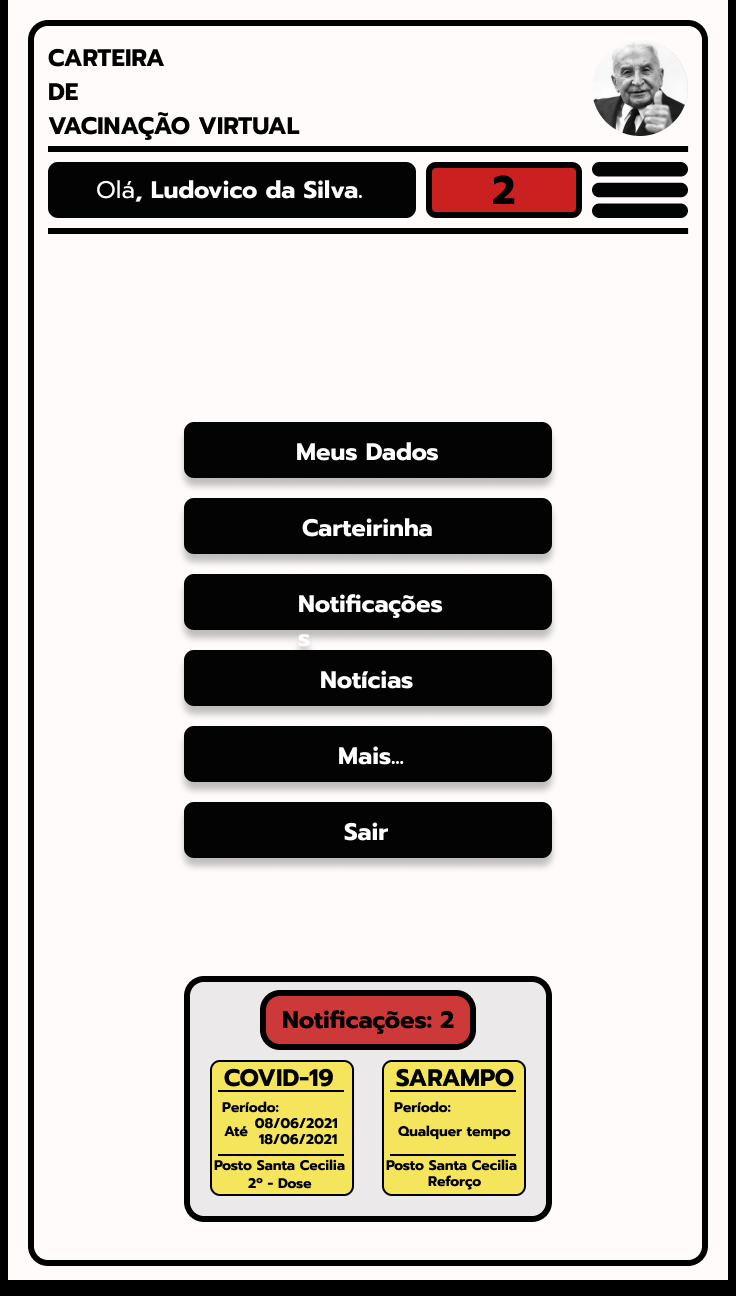 CARTEIRA
DE
VACINAÇÃO VIRTUAL
Olá, Ludovico da Silva.
2
Meus Dados
Carteirinha
Notificações
s
Notícias
Mais...
Sair
Notificações: 2
COVID-19
Período:
08/06/2021
Até
18/06/2021
Posto Santa Cecilia
2º - Dose
SARAMPO
Período:
Qualquer tempo
Posto Santa Cecilia
Reforço